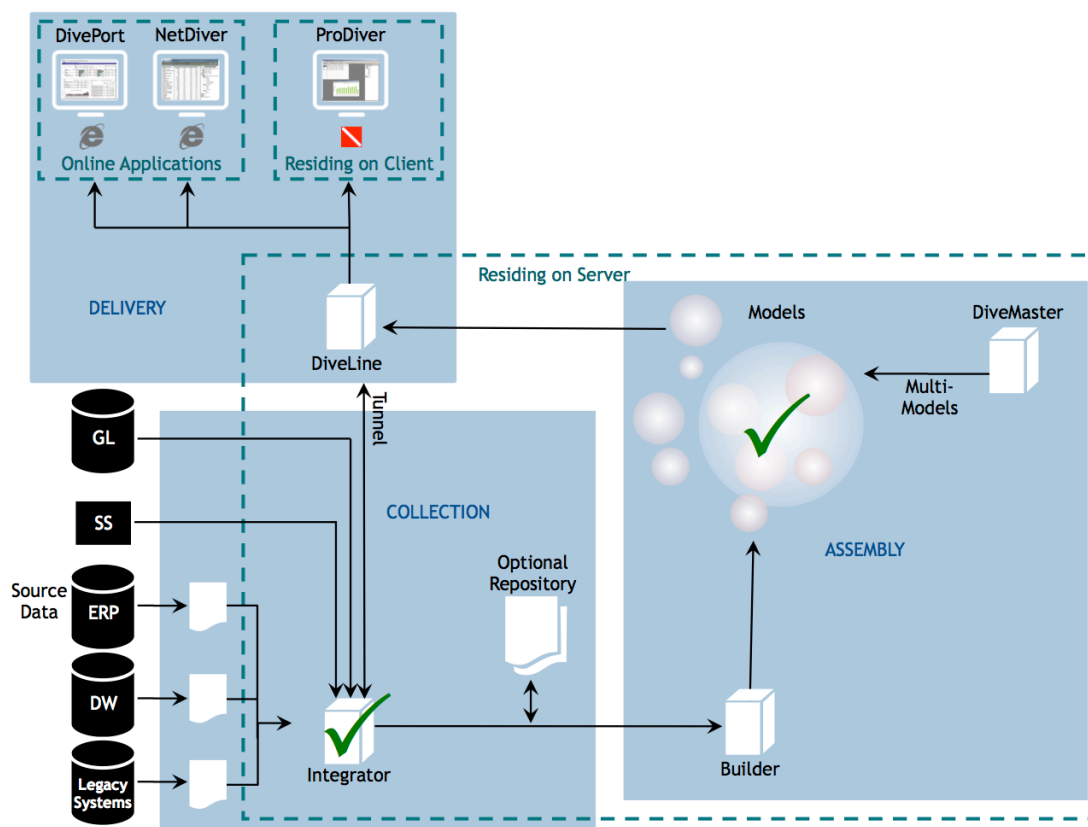 DivePort
NetDiver
ProDiver
Online Applications
Residing on Client
Residing on Server
DELIVERY
DiveLine
Models
DiveMaster
Multi-
Models
Tunnel
GL
COLLECTION
SS
ASSEMBLY
Optional
Repository
Source
Data
ERP
DW
Legacy
Systems
Integrator
Builder